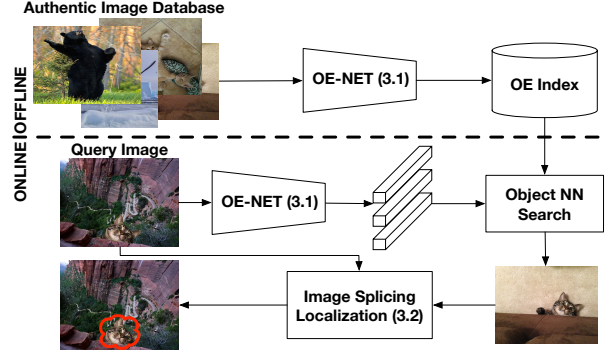 Authentic Image Database
OE-NET (3.1)
OE Index
OFFLINE
ONLINE
Query Image
OE-NET (3.1)
Object NN
Search
Image Splicing
Localization (3.2)